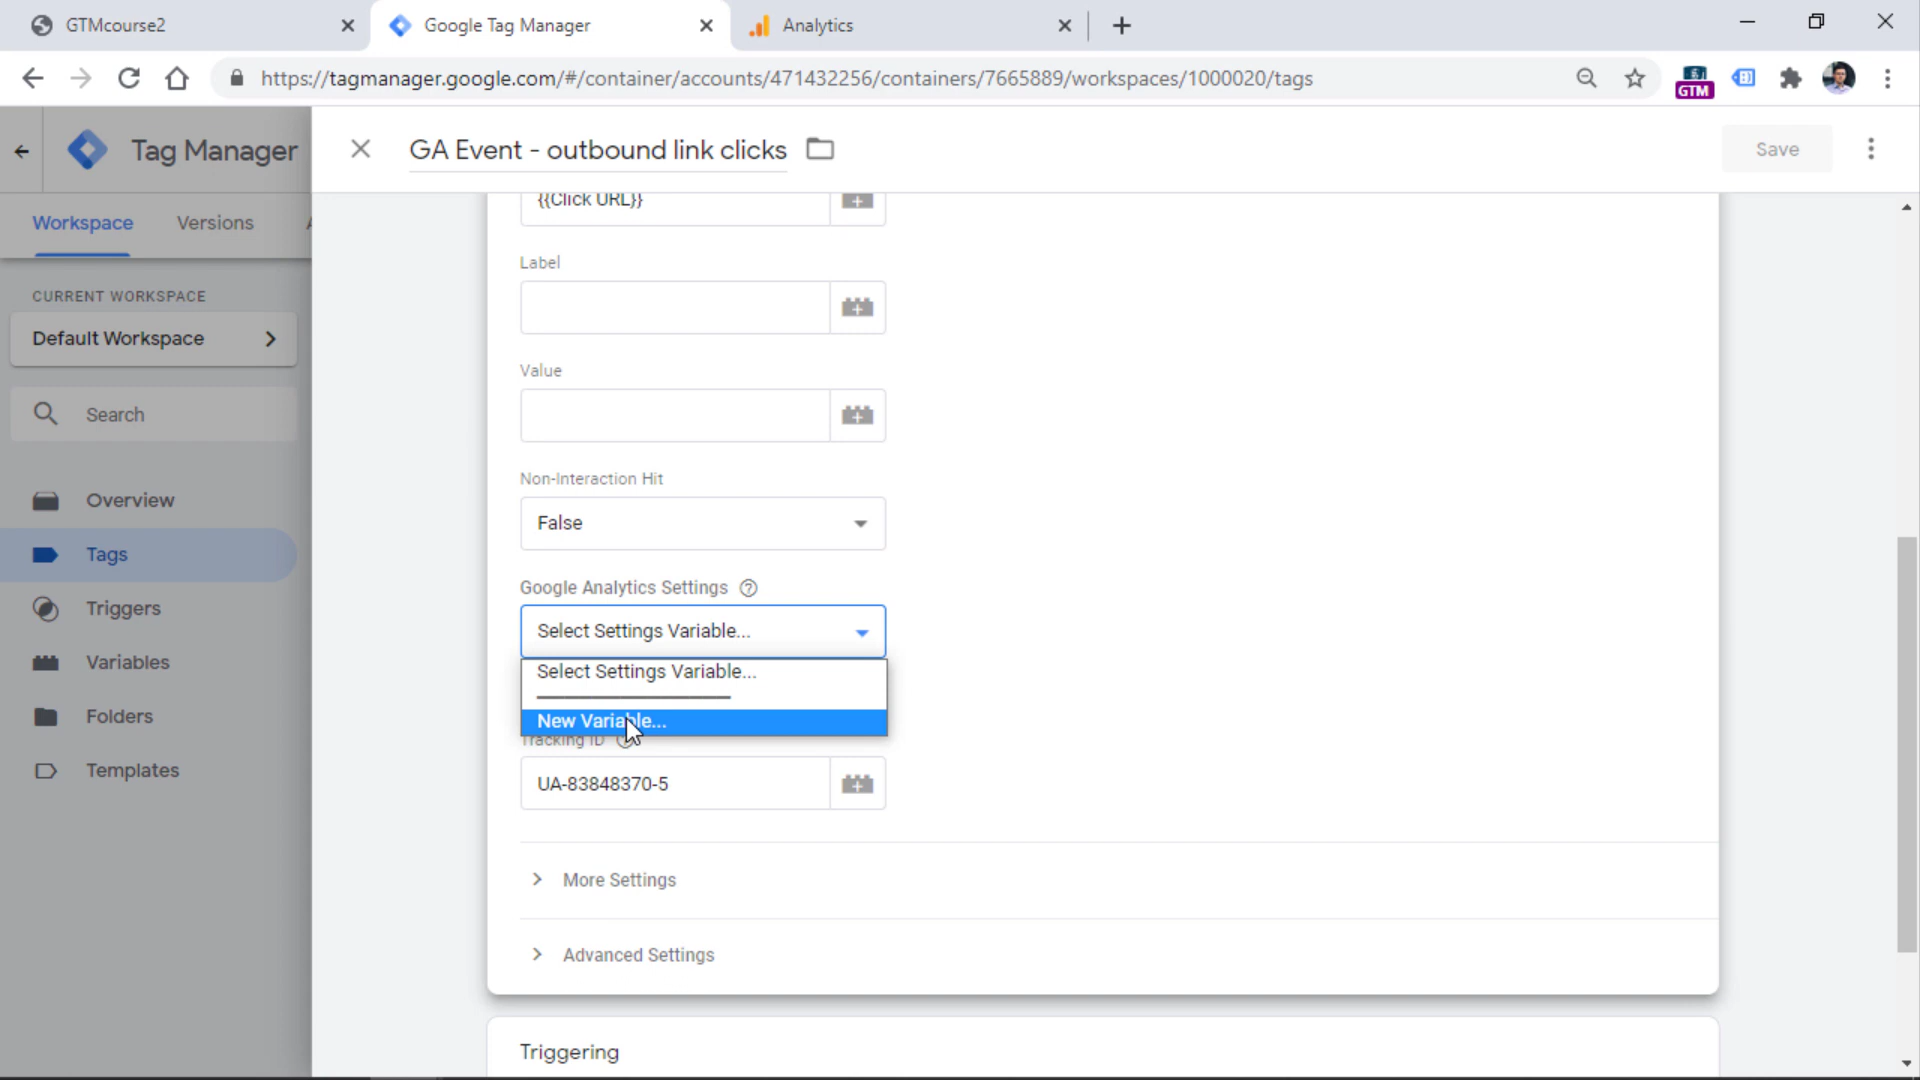 GTMcourse2
Google Tag Manager
Analytics
https://tagmanager.google.com/#/container/accounts/471432256/containers/7665889/workspaces/1000020/tags
GTM
Tag Manager
GA Event - outbound link clicks
Save
Workspace Versions
CURRENT WORKSPACE
Default Workspace
Search
Overview
Tags
Triggers
Variables
Folders
Templates
{{Click URL}}
Label
Value
Non-Interaction Hit
False
Google Analytics Settings
Select Settings Variable...
Select Settings Variable...
New Variable...
Tracking ID
UA-83848370-5
More Settings
Advanced Settings
Triggering